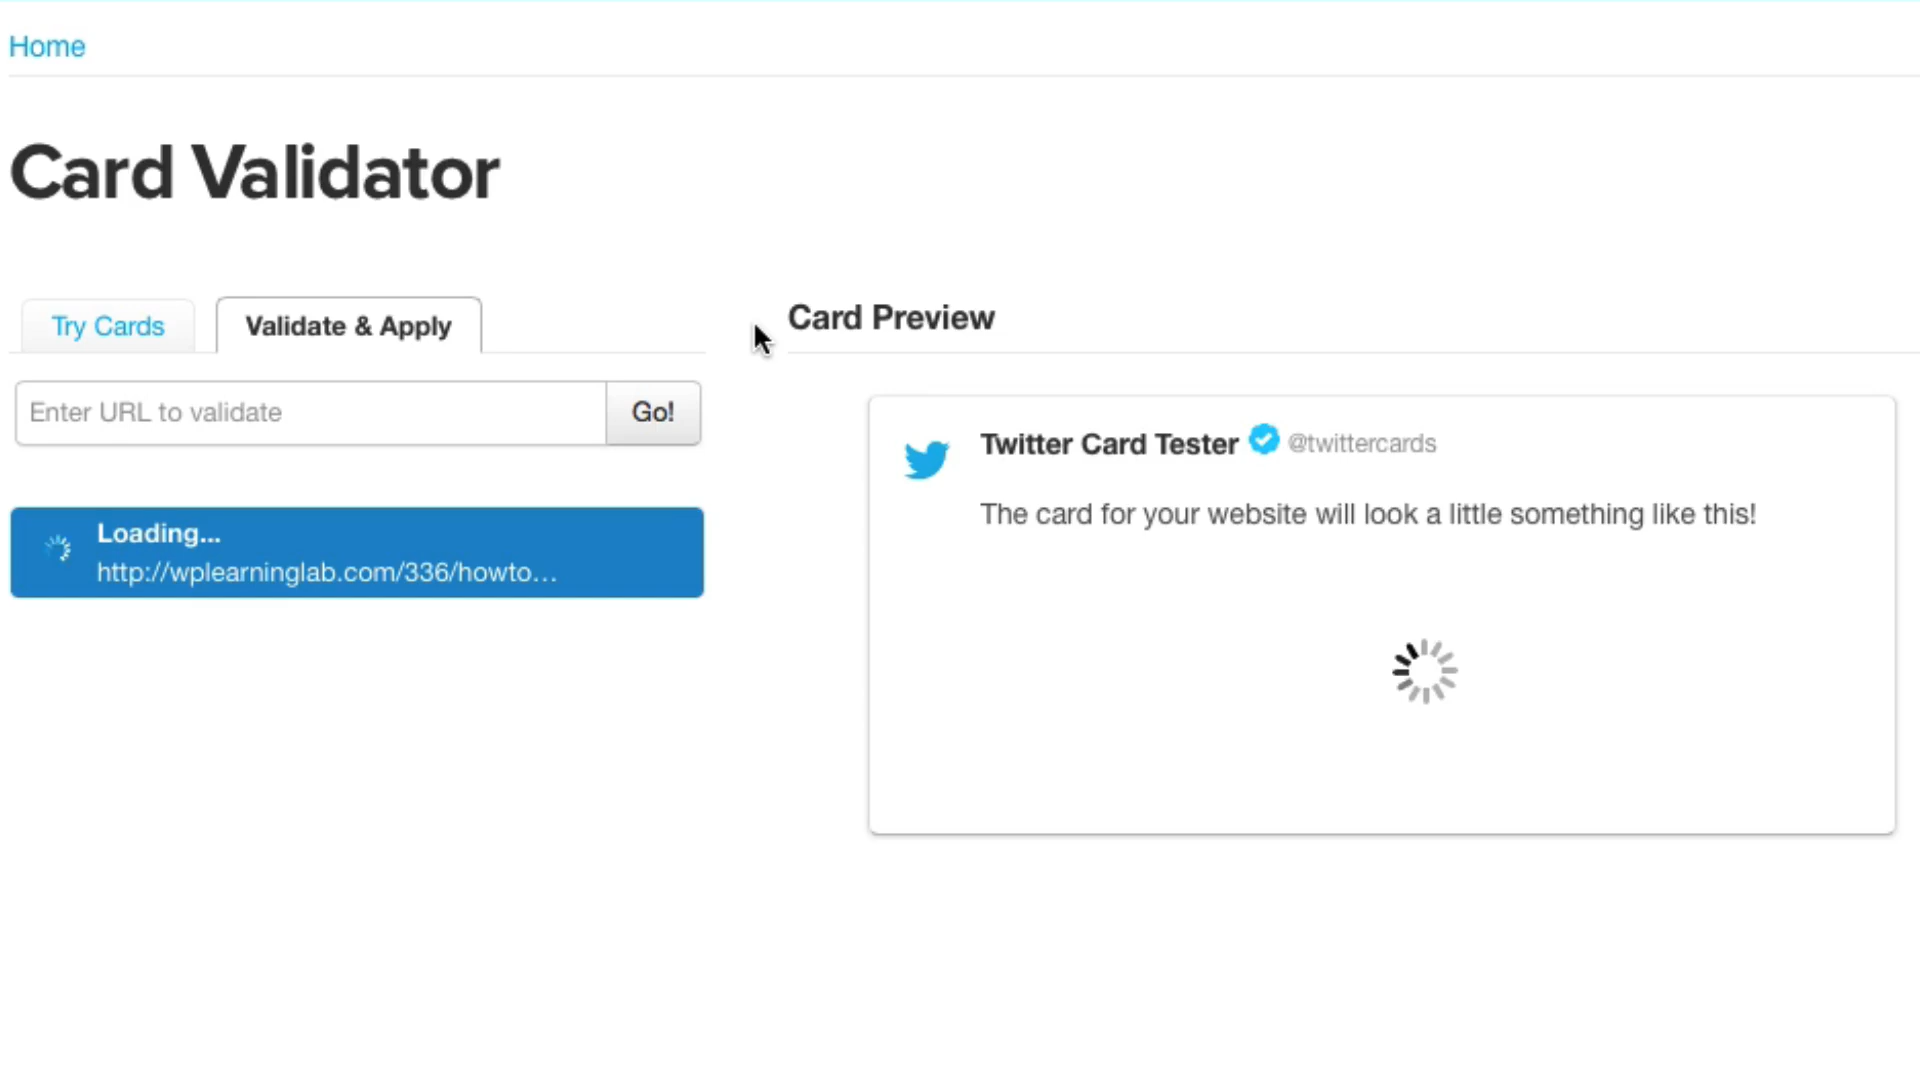 Home
Card Validator
Try Cards
Validate & Apply
Enter URL to validate
Go!
Loading...
http://wplearninglab.com/336/howto...
Card Preview
Twitter Card Tester @twittercards
The card for your website will look a little something like this!